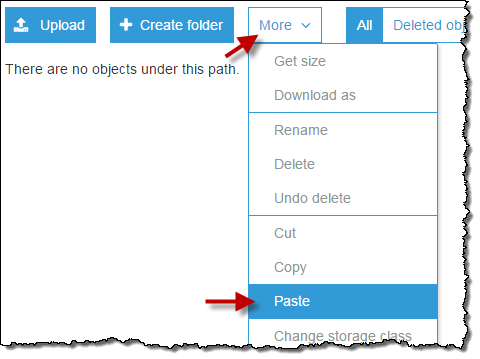 Upload Create folder More All Deleted obj
There are no objects under this path.
Get size
Download as
Rename
Delete
Undo delete
Cut
Copy
Paste
Change storage class